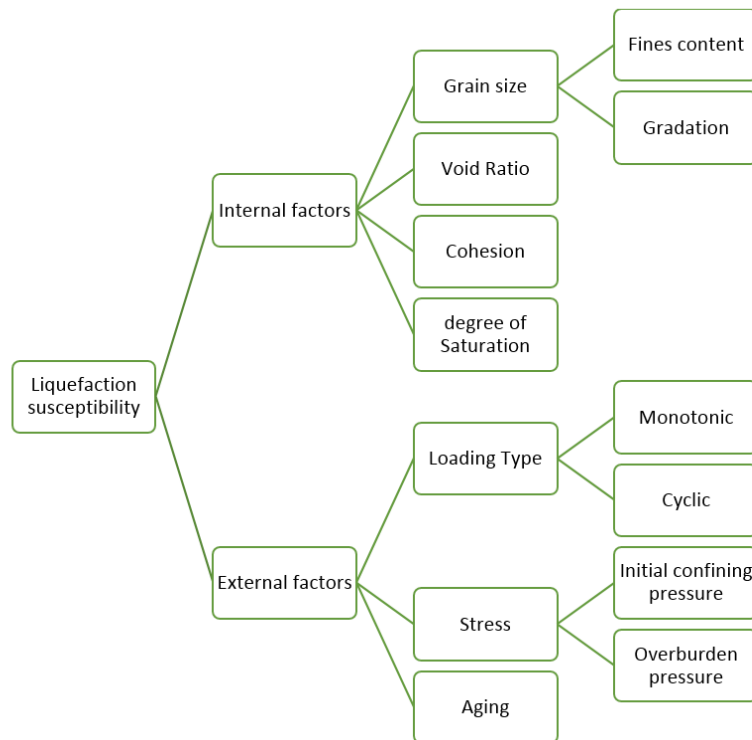 Fines content
Grain size
Gradation
Void Ratio
Internal factors
Cohesion
degree of
Saturation
Liquefaction
susceptibility
Monotonic
Loading Type
Cyclic
External factors
Initial confining
pressure
Stress
Overburden
pressure
Aging